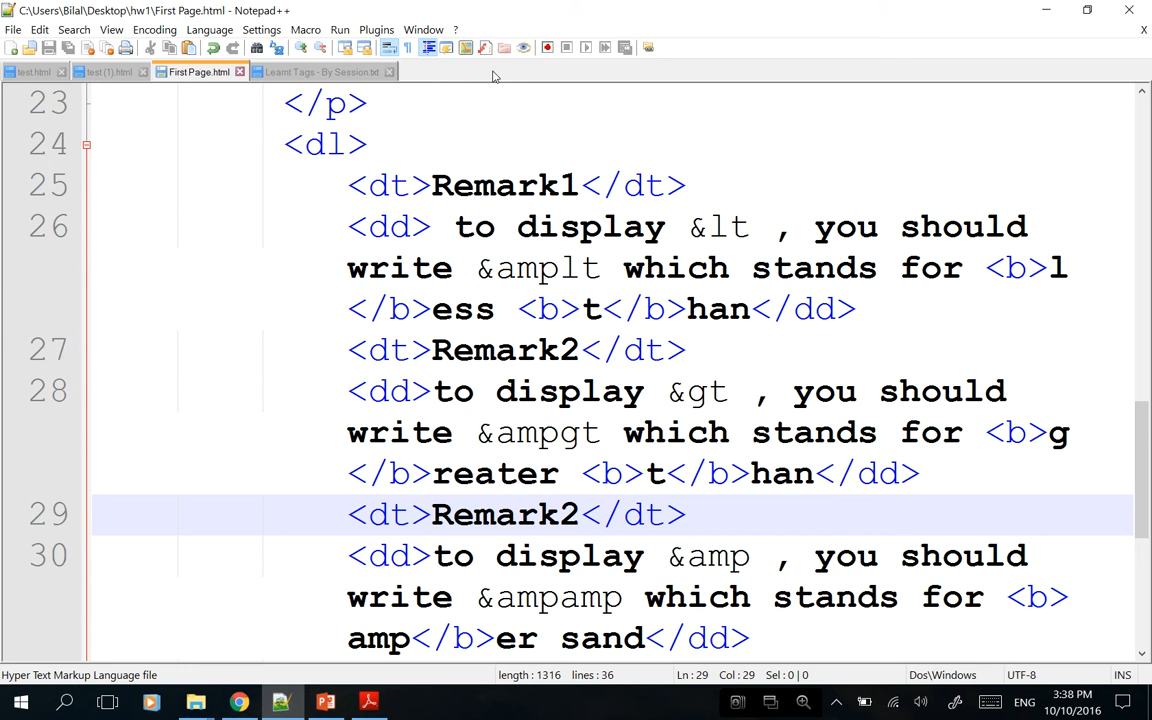 C:\Users\Bilal\Desktop\hw1\First Page.html - Notepad++
File Edit Search View Encoding Language Settings Macro Run Plugins Window ? X
test html test (1).html First Page.html Learnt Tags - By Session.txt
23 </p>
24 <dl>
25 <dt>Remark1</dt>
26 <dd> to display &lt , you should
write &amplt which stands for <b>l
</b>ess <b>t</b>han</dd>
27 <dt>Remark2</dt>
28 <dd>to display &gt , you should
write &ampgt which stands for <b>g
</b>reater <b>t</b>han</dd>
29 <dt>Remark2</dt>
30 <dd>to display &amp , you should
write &ampamp which stands for <b>
amp</b>er sand</dd>
Hyper Text Markup Language file length : 1316 lines : 36 Ln : 29 Col : 29 Sel : 0 | 0 Dos\Windows UTF-8 INS
ENG 3:38 PM
10/10/2016